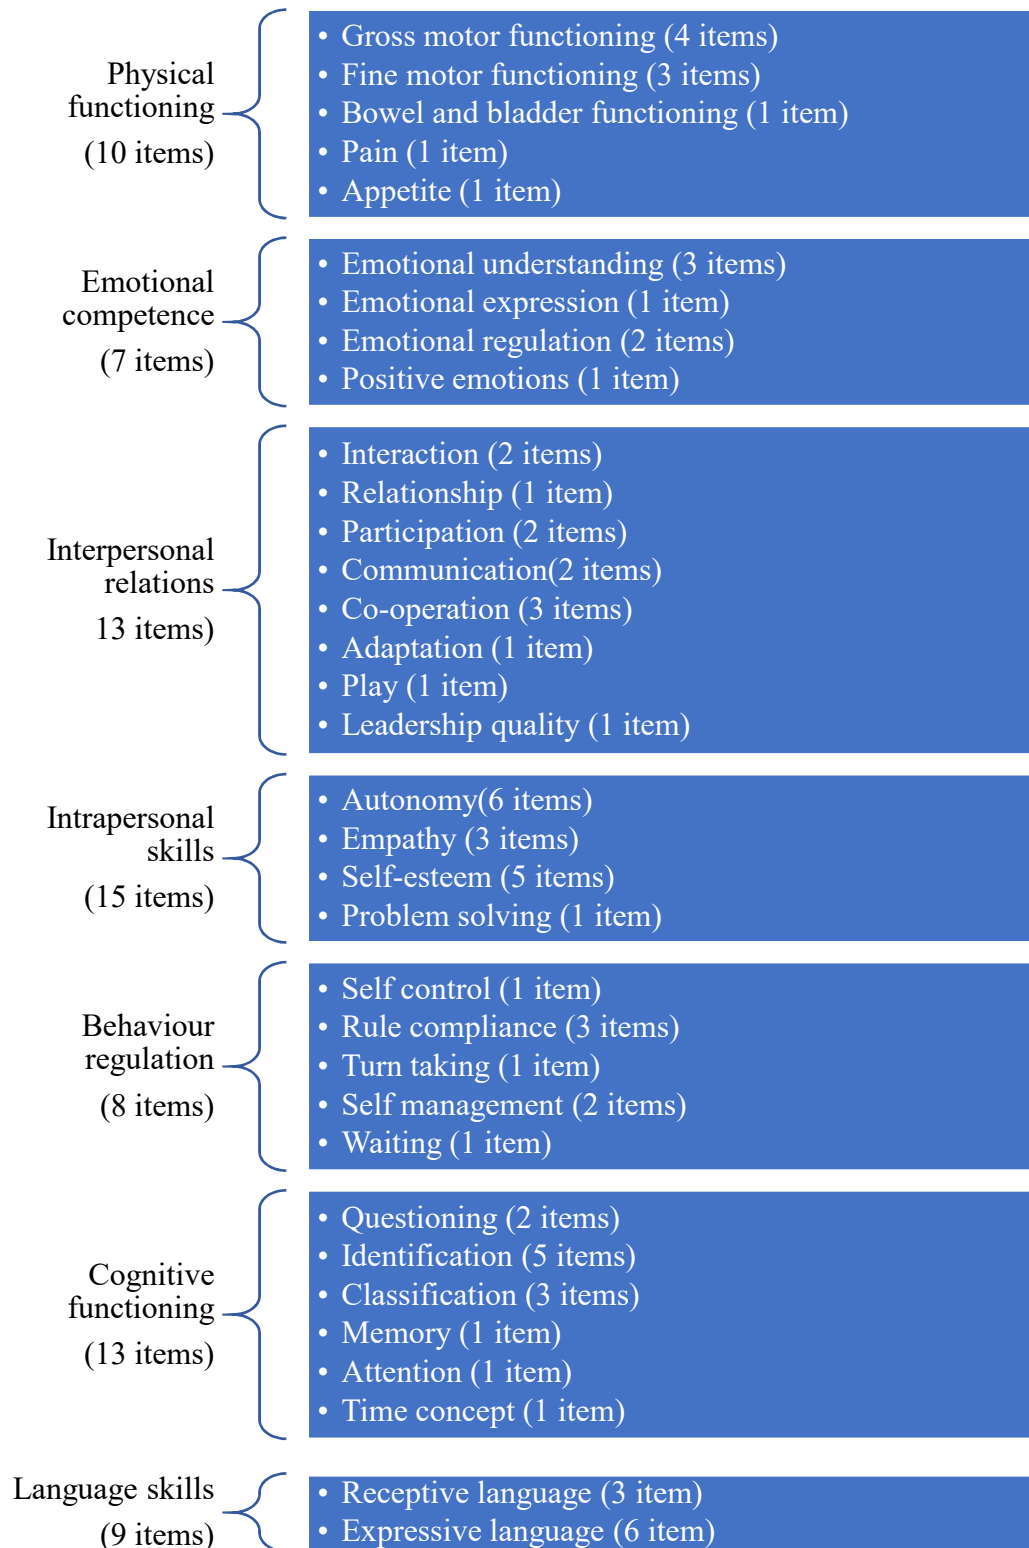 Physical
functioning
(10 items)
• Gross motor functioning (4 items)
• Fine motor functioning (3 items)
• Bowel and bladder functioning (1 item)
• Pain (1 item)
• Appetite (1 item)
Emotional
competence
(7 items)
• Emotional understanding (3 items)
• Emotional expression (1 item)
• Emotional regulation (2 items)
• Positive emotions (1 item)
Interpersonal
relations
13 items)
• Interaction (2 items)
• Relationship (1 item)
• Participation (2 items)
• Communication(2 items)
• Co-operation (3 items)
• Adaptation (1 item)
• Play (1 item)
• Leadership quality (1 item)
Intrapersonal
skills
(15 items)
• Autonomy(6 items)
• Empathy (3 items)
• Self-esteem (5 items)
• Problem solving (1 item)
Behaviour
regulation
(8 items)
• Self control (1 item)
• Rule compliance (3 items)
• Turn taking (1 item)
• Self management (2 items)
• Waiting (1 item)
Cognitive
functioning
(13 items)
• Questioning (2 items)
• Identification (5 items)
• Classification (3 items)
• Memory (1 item)
• Attention (1 item)
• Time concept (1 item)
Language skills
(9 items)
• Receptive language (3 item)
• Expressive language (6 item)